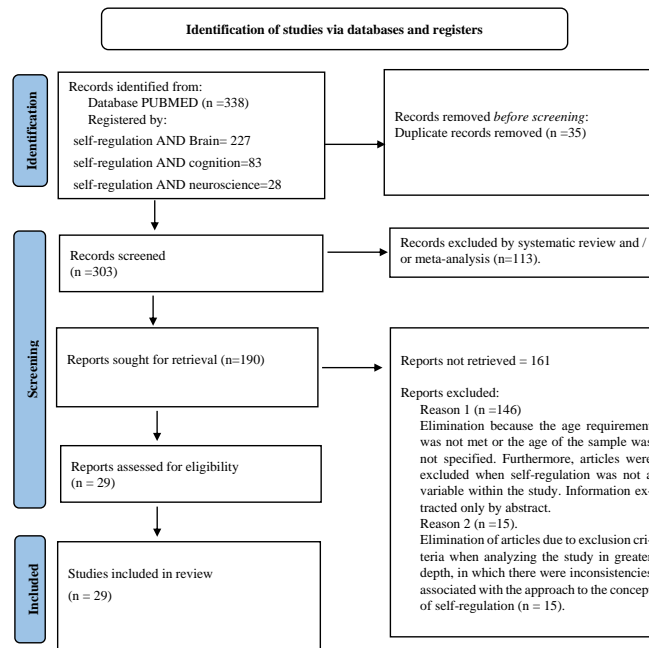 Identification of studies via databases and registers
Identification
Records identified from:
Database PUBMED (n =338)
Registered by:
self-regulation AND Brain= 227
self-regulation AND cognition=83
self-regulation AND neuroscience=28
Records removed before screening:
Duplicate records removed (n =35)
Screening
Records screened
(n =303)
Records excluded by systematic review and /
or meta-analysis (n=113).
Reports sought for retrieval (n=190)
Reports not retrieved = 161
Reports excluded:
Reason 1 (n =146)
Elimination because the age requirement
was not met or the age of the sample was
not specified. Furthermore, articles were
excluded when self-regulation was not a
variable within the study. Information ex-
tracted only by abstract.
Reason 2 (n =15).
Elimination of articles due to exclusion cri-
teria when analyzing the study in greater
depth, in which there were inconsistencies
associated with the approach to the concept
of self-regulation (n = 15).
Reports assessed for eligibility
(n = 29)
Included
Studies included in review
(n = 29)